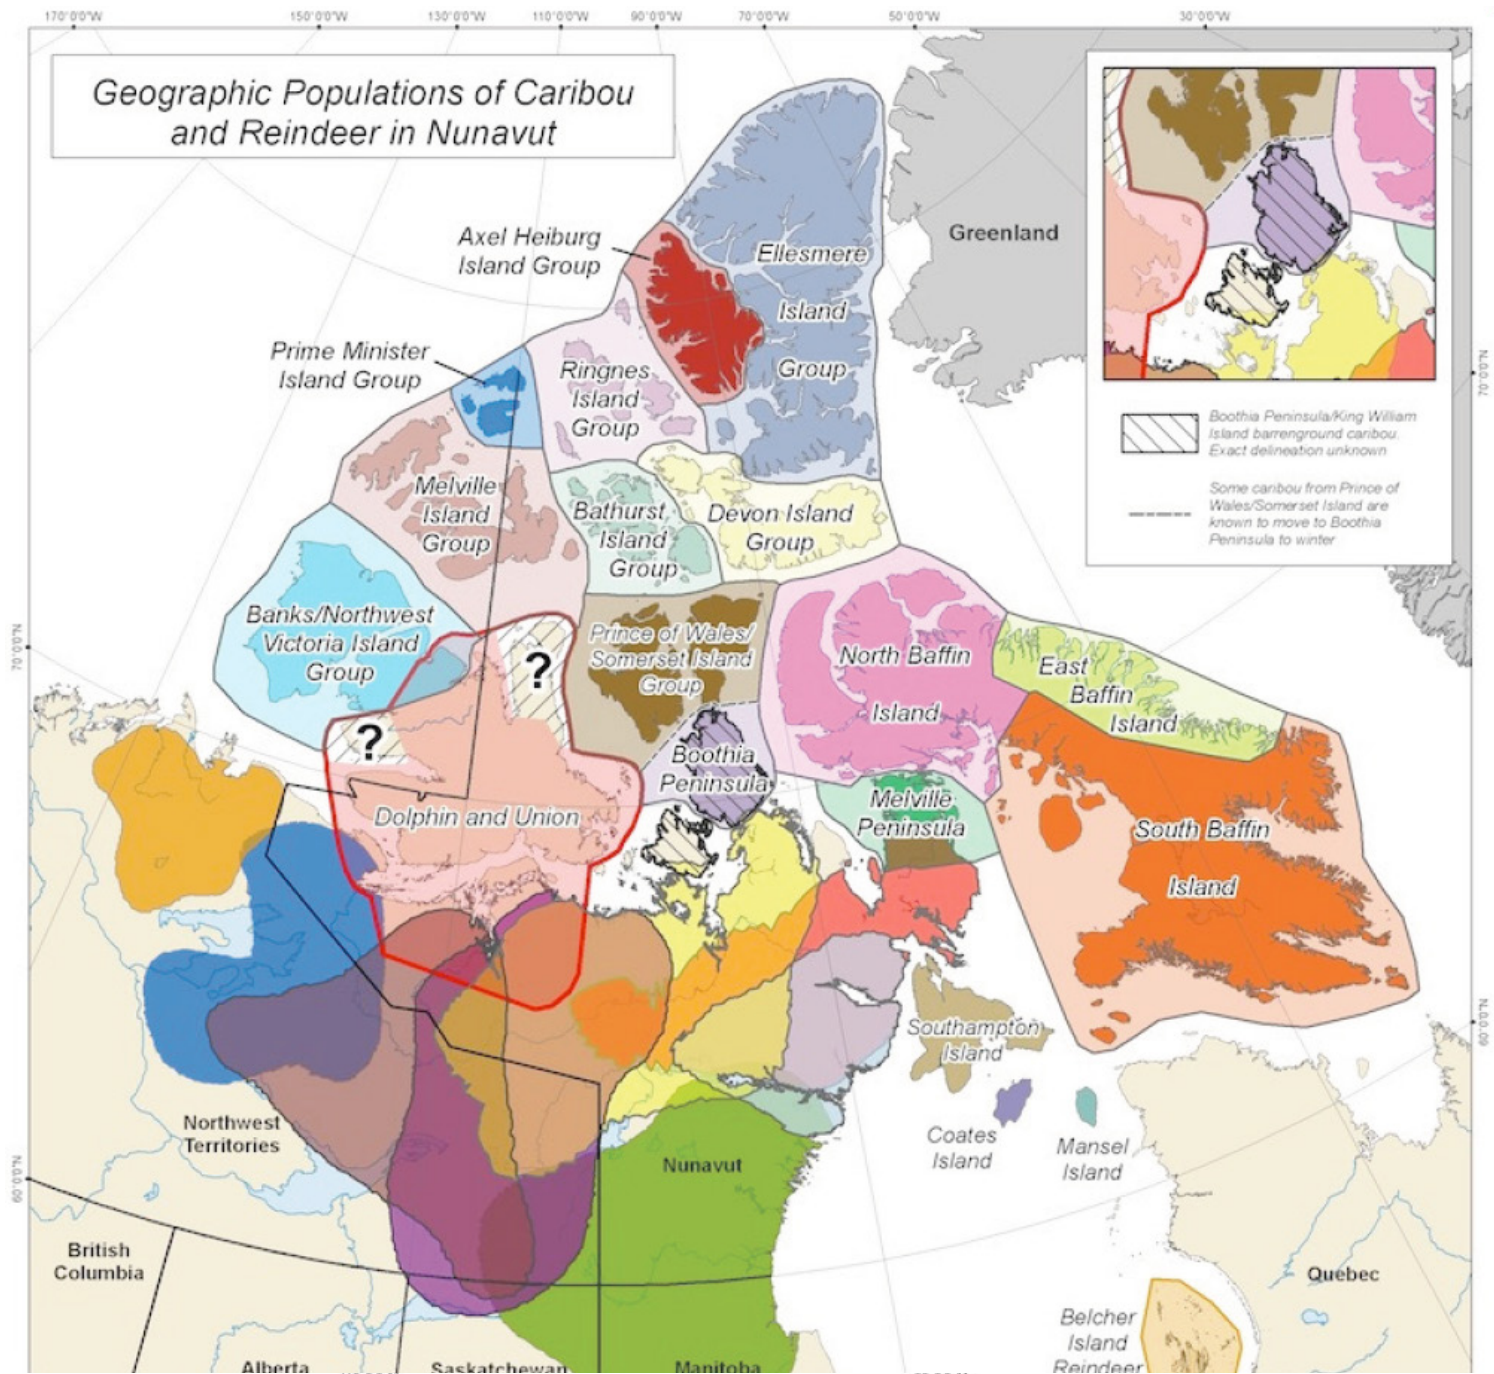 170°0'0"W
150°0'0"W
130°0'0"W
110°0'0"W
90°0'0"W
70°0'0"W
50°0'0"W
30°0'0"W
Geographic Populations of Caribou
and Reindeer in Nunavut
Greenland
Axel Heiburg
Island Group
Ellesmere
Island
Group
Prime Minister
Island Group
Ringnes
Island
Group
Boothia Peninsula/King William
Island barrenground caribou.
Exact delineation unknown
Some caribou from Prince of
Wales/Somerset Island are
known to move to Boothia
Peninsula to winter
Melville
Island
Group
Bathurst
Island
Group
Devon Island
Group
Banks/Northwest
Victoria Island
Group
?
?
Prince of Wales/
Somerset Island
Group
North Baffin
Island
East
Baffin
Island
70°0'0"N
Boothia
Peninsula
Dolphin and Union
Melville
Peninsula
South Baffin
Island
Southampton
Island
Coates
Island
Mansel
Island
60°0'0"N
Northwest
Territories
Nunavut
60°0'0"N
British
Columbia
Quebec
Belcher
Island
Reindeer
Alberta
Saskatchewan
Manitoba